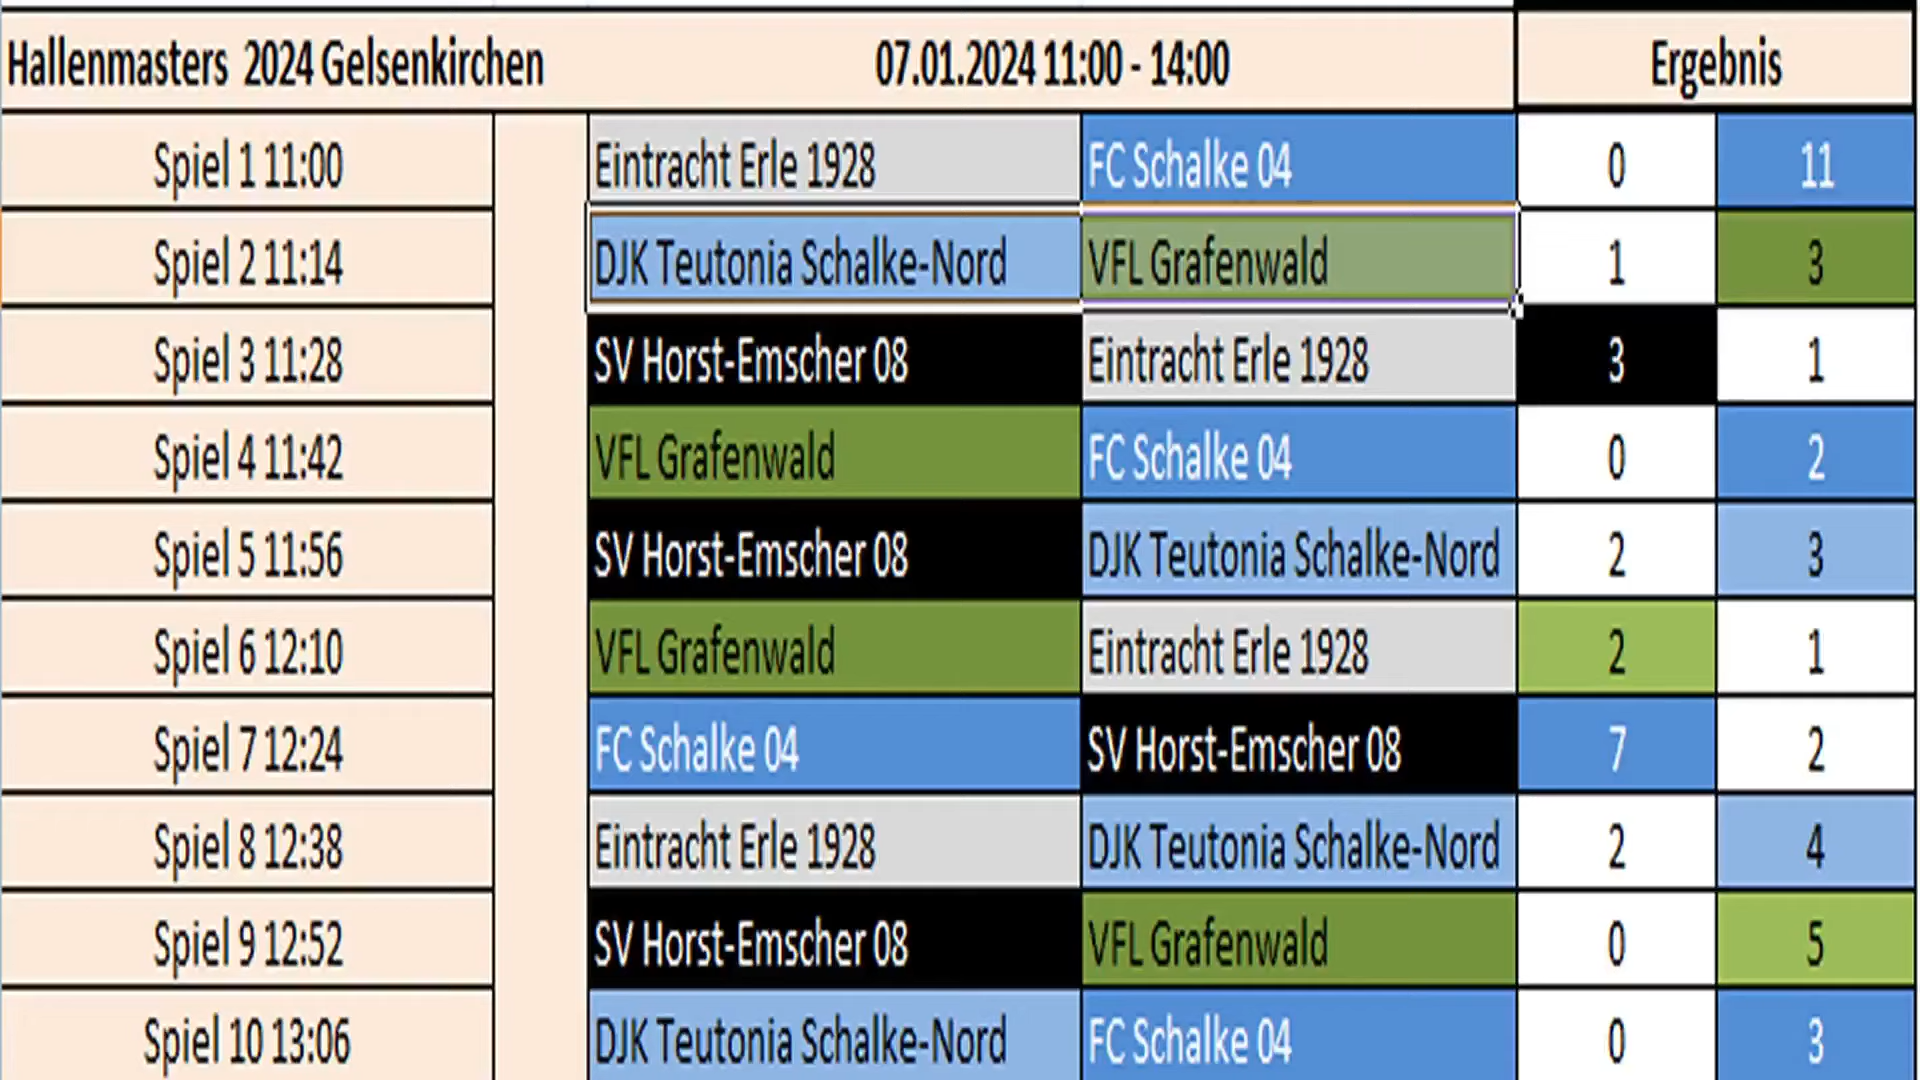 Hallenmasters 2024 Gelsenkirchen 07.01.2024 11:00 - 14:00 Ergebnis
Spiel 1 11:00 Eintracht Erle 1928 FC Schalke 04 0 11
Spiel 2 11:14 DJK Teutonia Schalke-Nord VFL Grafenwald 1 3
Spiel 3 11:28 SV Horst-Emscher 08 Eintracht Erle 1928 3 1
Spiel 4 11:42 VFL Grafenwald FC Schalke 04 0 2
Spiel 5 11:56 SV Horst-Emscher 08 DJK Teutonia Schalke-Nord 2 3
Spiel 6 12:10 VFL Grafenwald Eintracht Erle 1928 2 1
Spiel 7 12:24 FC Schalke 04 SV Horst-Emscher 08 7 2
Spiel 8 12:38 Eintracht Erle 1928 DJK Teutonia Schalke-Nord 2 4
Spiel 9 12:52 SV Horst-Emscher 08 VFL Grafenwald 0 5
Spiel 10 13:06 DJK Teutonia Schalke-Nord FC Schalke 04 0 3